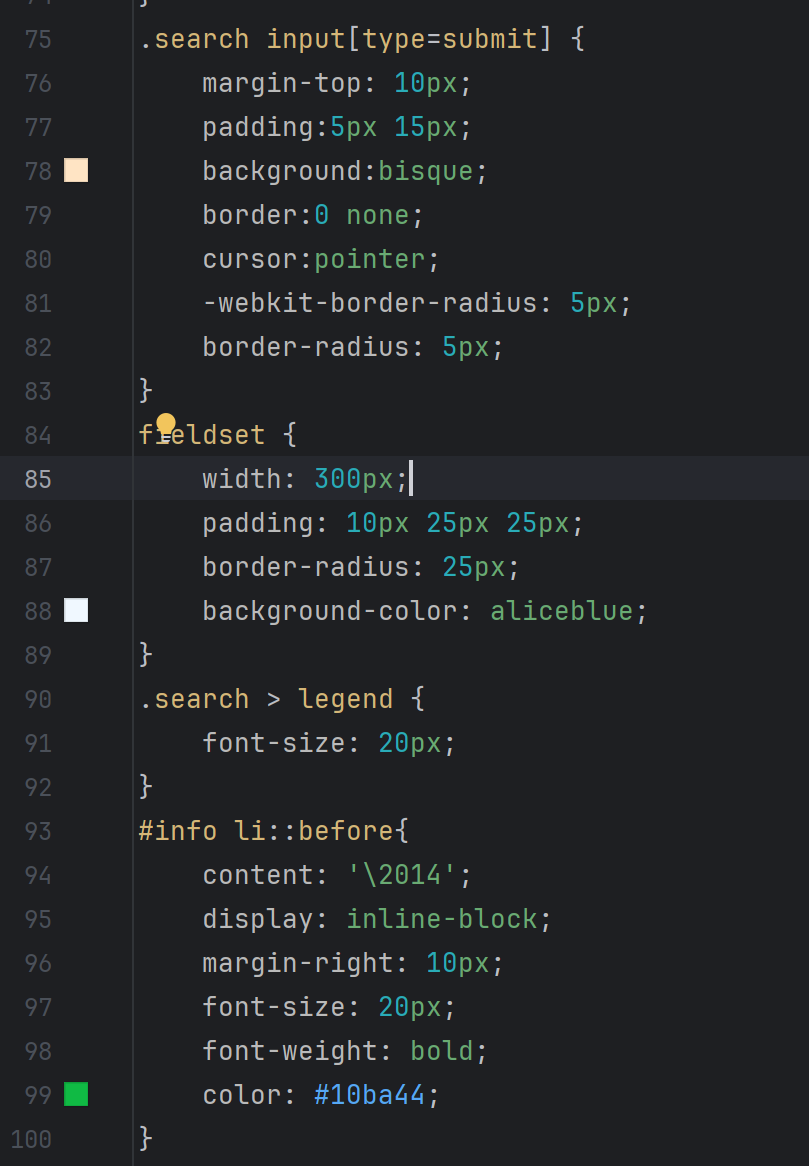 75 .search input[type=submit] {
76     margin-top: 10px;
77     padding:5px 15px;
78     background:bisque;
79     border:0 none;
80     cursor:pointer;
81     -webkit-border-radius: 5px;
82     border-radius: 5px;
83 }
84 fieldset {
85     width: 300px;
86     padding: 10px 25px 25px;
87     border-radius: 25px;
88     background-color: aliceblue;
89 }
90 .search > legend {
91     font-size: 20px;
92 }
93 #info li::before{
94     content: '\2014';
95     display: inline-block;
96     margin-right: 10px;
97     font-size: 20px;
98     font-weight: bold;
99     color: #10ba44;
100 }